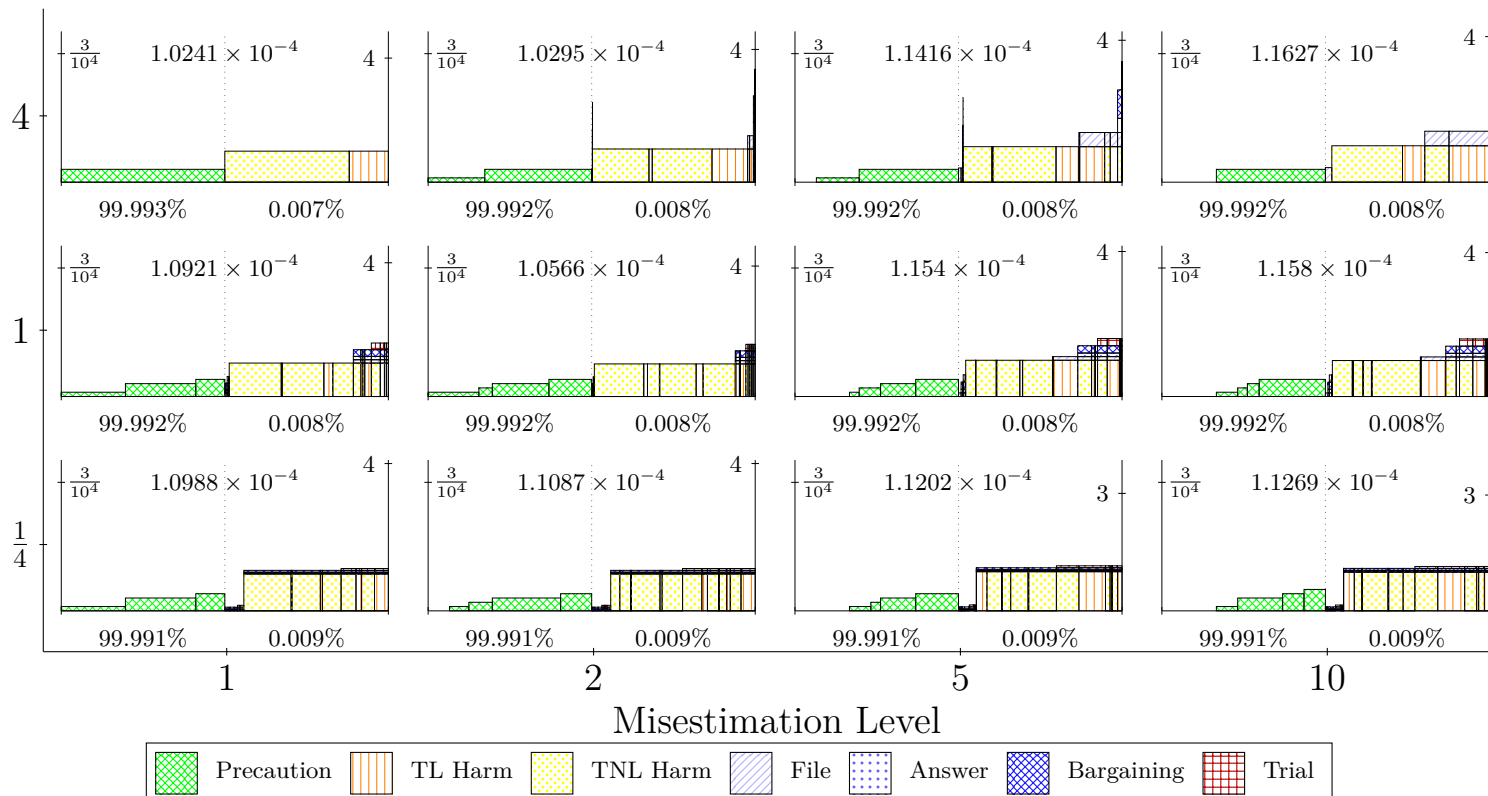 3/10^4 1.0241 × 10^−4 4 3/10^4 1.0295 × 10^−4 4 3/10^4 1.1416 × 10^−4 4 3/10^4 1.1627 × 10^−4 4
4
99.993% 0.007% 99.992% 0.008% 99.992% 0.008% 99.992% 0.008%
3/10^4 1.0921 × 10^−4 4 3/10^4 1.0566 × 10^−4 4 3/10^4 1.154 × 10^−4 4 3/10^4 1.158 × 10^−4 4
1
99.992% 0.008% 99.992% 0.008% 99.992% 0.008% 99.992% 0.008%
3/10^4 1.0988 × 10^−4 4 3/10^4 1.1087 × 10^−4 4 3/10^4 1.1202 × 10^−4 3 3/10^4 1.1269 × 10^−4 3
1/4
99.991% 0.009% 99.991% 0.009% 99.991% 0.009% 99.991% 0.009%
1 2 5 10
Misestimation Level
Precaution TL Harm TNL Harm File Answer Bargaining Trial